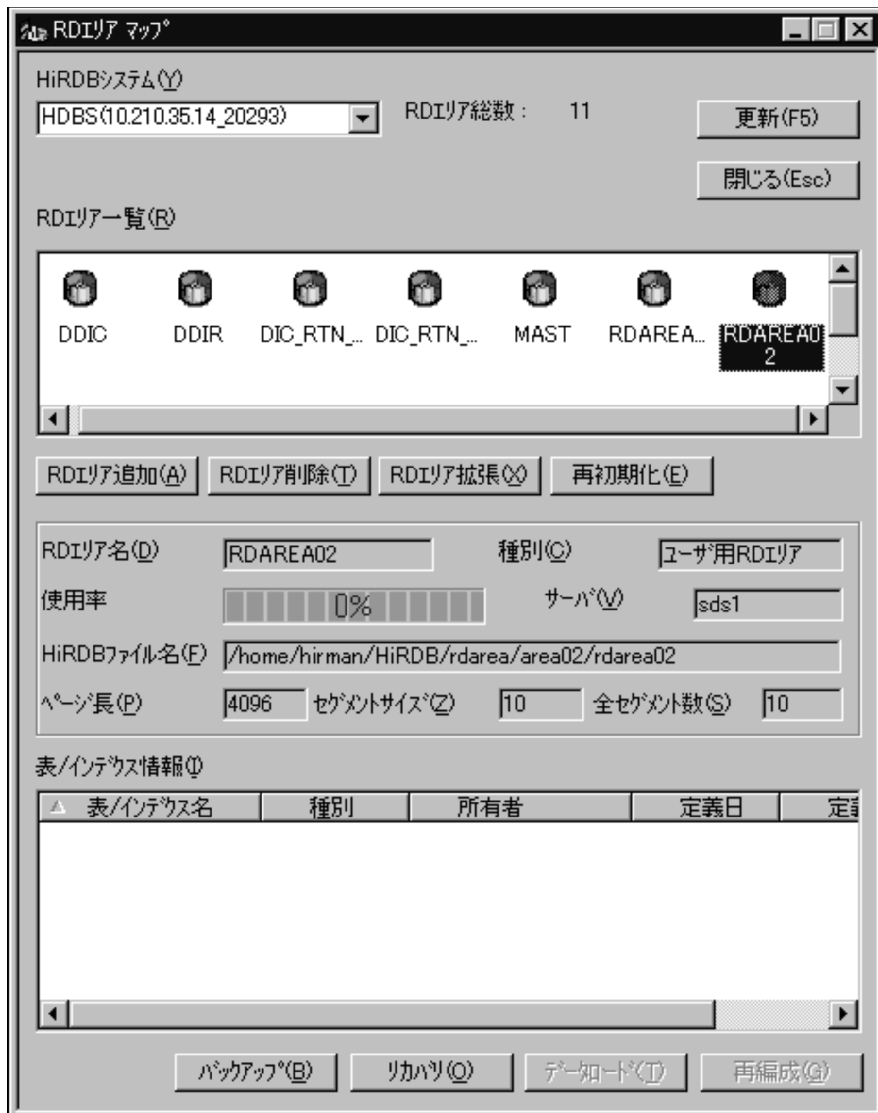 RDエリア マップ
HiRDBシステム(Y)
HDBS(10.210.35.14_20293)
RDエリア総数: 11
更新(F5)
閉じる(Esc)
RDエリア一覧(R)
DDIC DDIR DIC_RTN_... DIC_RTN_... MAST RDAREA... RDAREA0
2
RDエリア追加(A) RDエリア削除(T) RDエリア拡張(X) 再初期化(E)
RDエリア名(D) RDAREA02 種別(C) ユーザ用RDエリア
使用率 0% サーバ(V) sds1
HiRDBファイル名(F) /home/hirman/HiRDB/rdarea/area02/rdarea02
ページ長(P) 4096 セグメントサイズ(Z) 10 全セグメント数(S) 10
表/インデクス情報(I)
表/インデクス名 種別 所有者 定義日
バックアップ(B) リカバリ(O) データロード(T) 再編成(G)